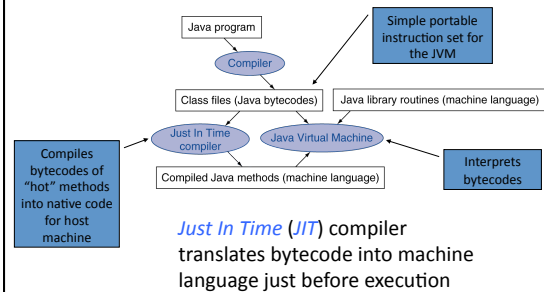 Java program
Simple portable
instruction set for
the JVM
Compiler
Class files (Java bytecodes)
Java library routines (machine language)
Just In Time
compiler
Java Virtual Machine
Compiles
bytecodes of
“hot” methods
into native code
for host
machine
Interprets
bytecodes
Compiled Java methods (machine language)
Just In Time (JIT) compiler
translates bytecode into machine
language just before execution